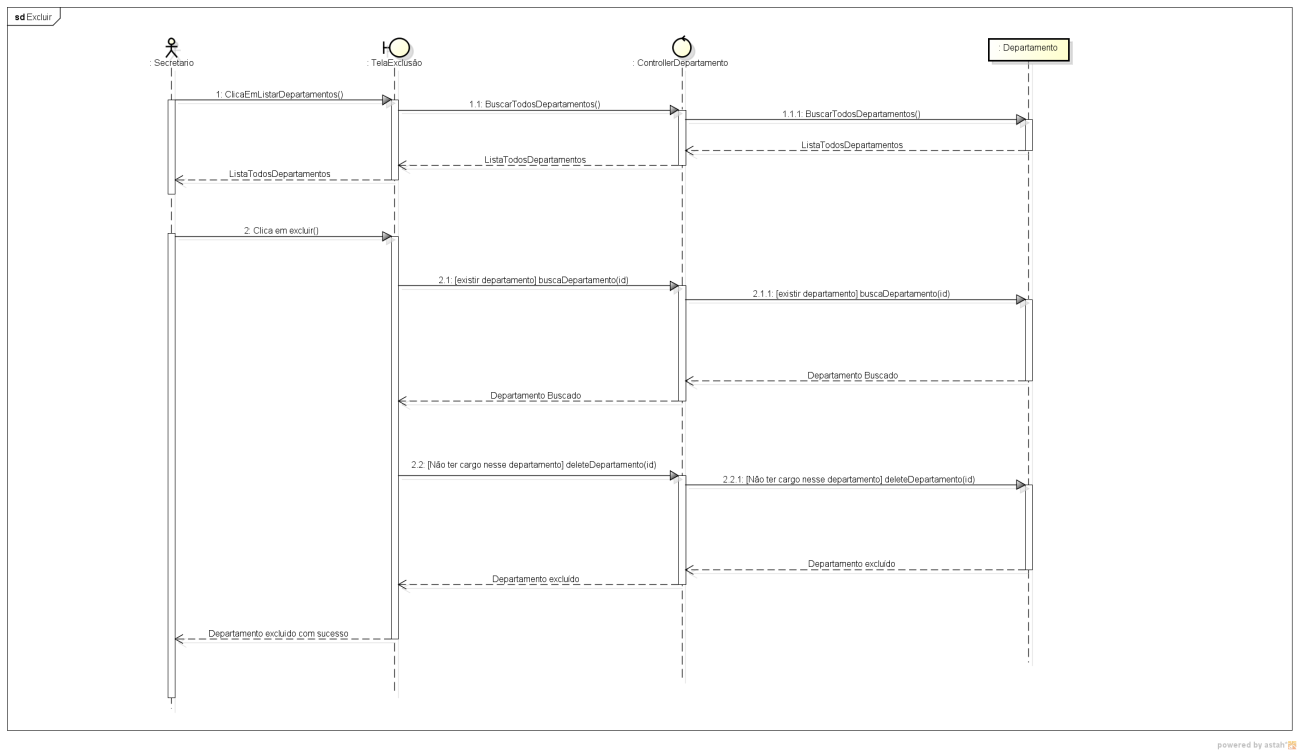 sd Excluir
: Secretario
: TelaExclusão
: ControllerDepartamento
: Departamento
1: ClicaEmListarDepartamentos()
1.1: BuscarTodosDepartamentos()
1.1.1: BuscarTodosDepartamentos()
ListaTodosDepartamentos
ListaTodosDepartamentos
ListaTodosDepartamentos
2: Clica em excluir()
2.1: [existir departamento] buscaDepartamento(id)
2.1.1: [existir departamento] buscaDepartamento(id)
Departamento Buscado
Departamento Buscado
2.2: [Não ter cargo nesse departamento] deleteDepartamento(id)
2.2.1: [Não ter cargo nesse departamento] deleteDepartamento(id)
Departamento excluído
Departamento excluído
Departamento excluido com sucesso
powered by astah*